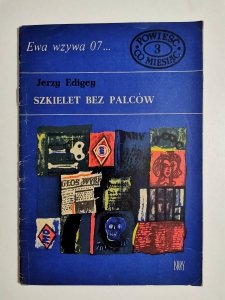 Ewa wzywa 07...
POWIEŚĆ
3
CO MIESIĄC
Jerzy Edigey
SZKIELET BEZ PALCÓW